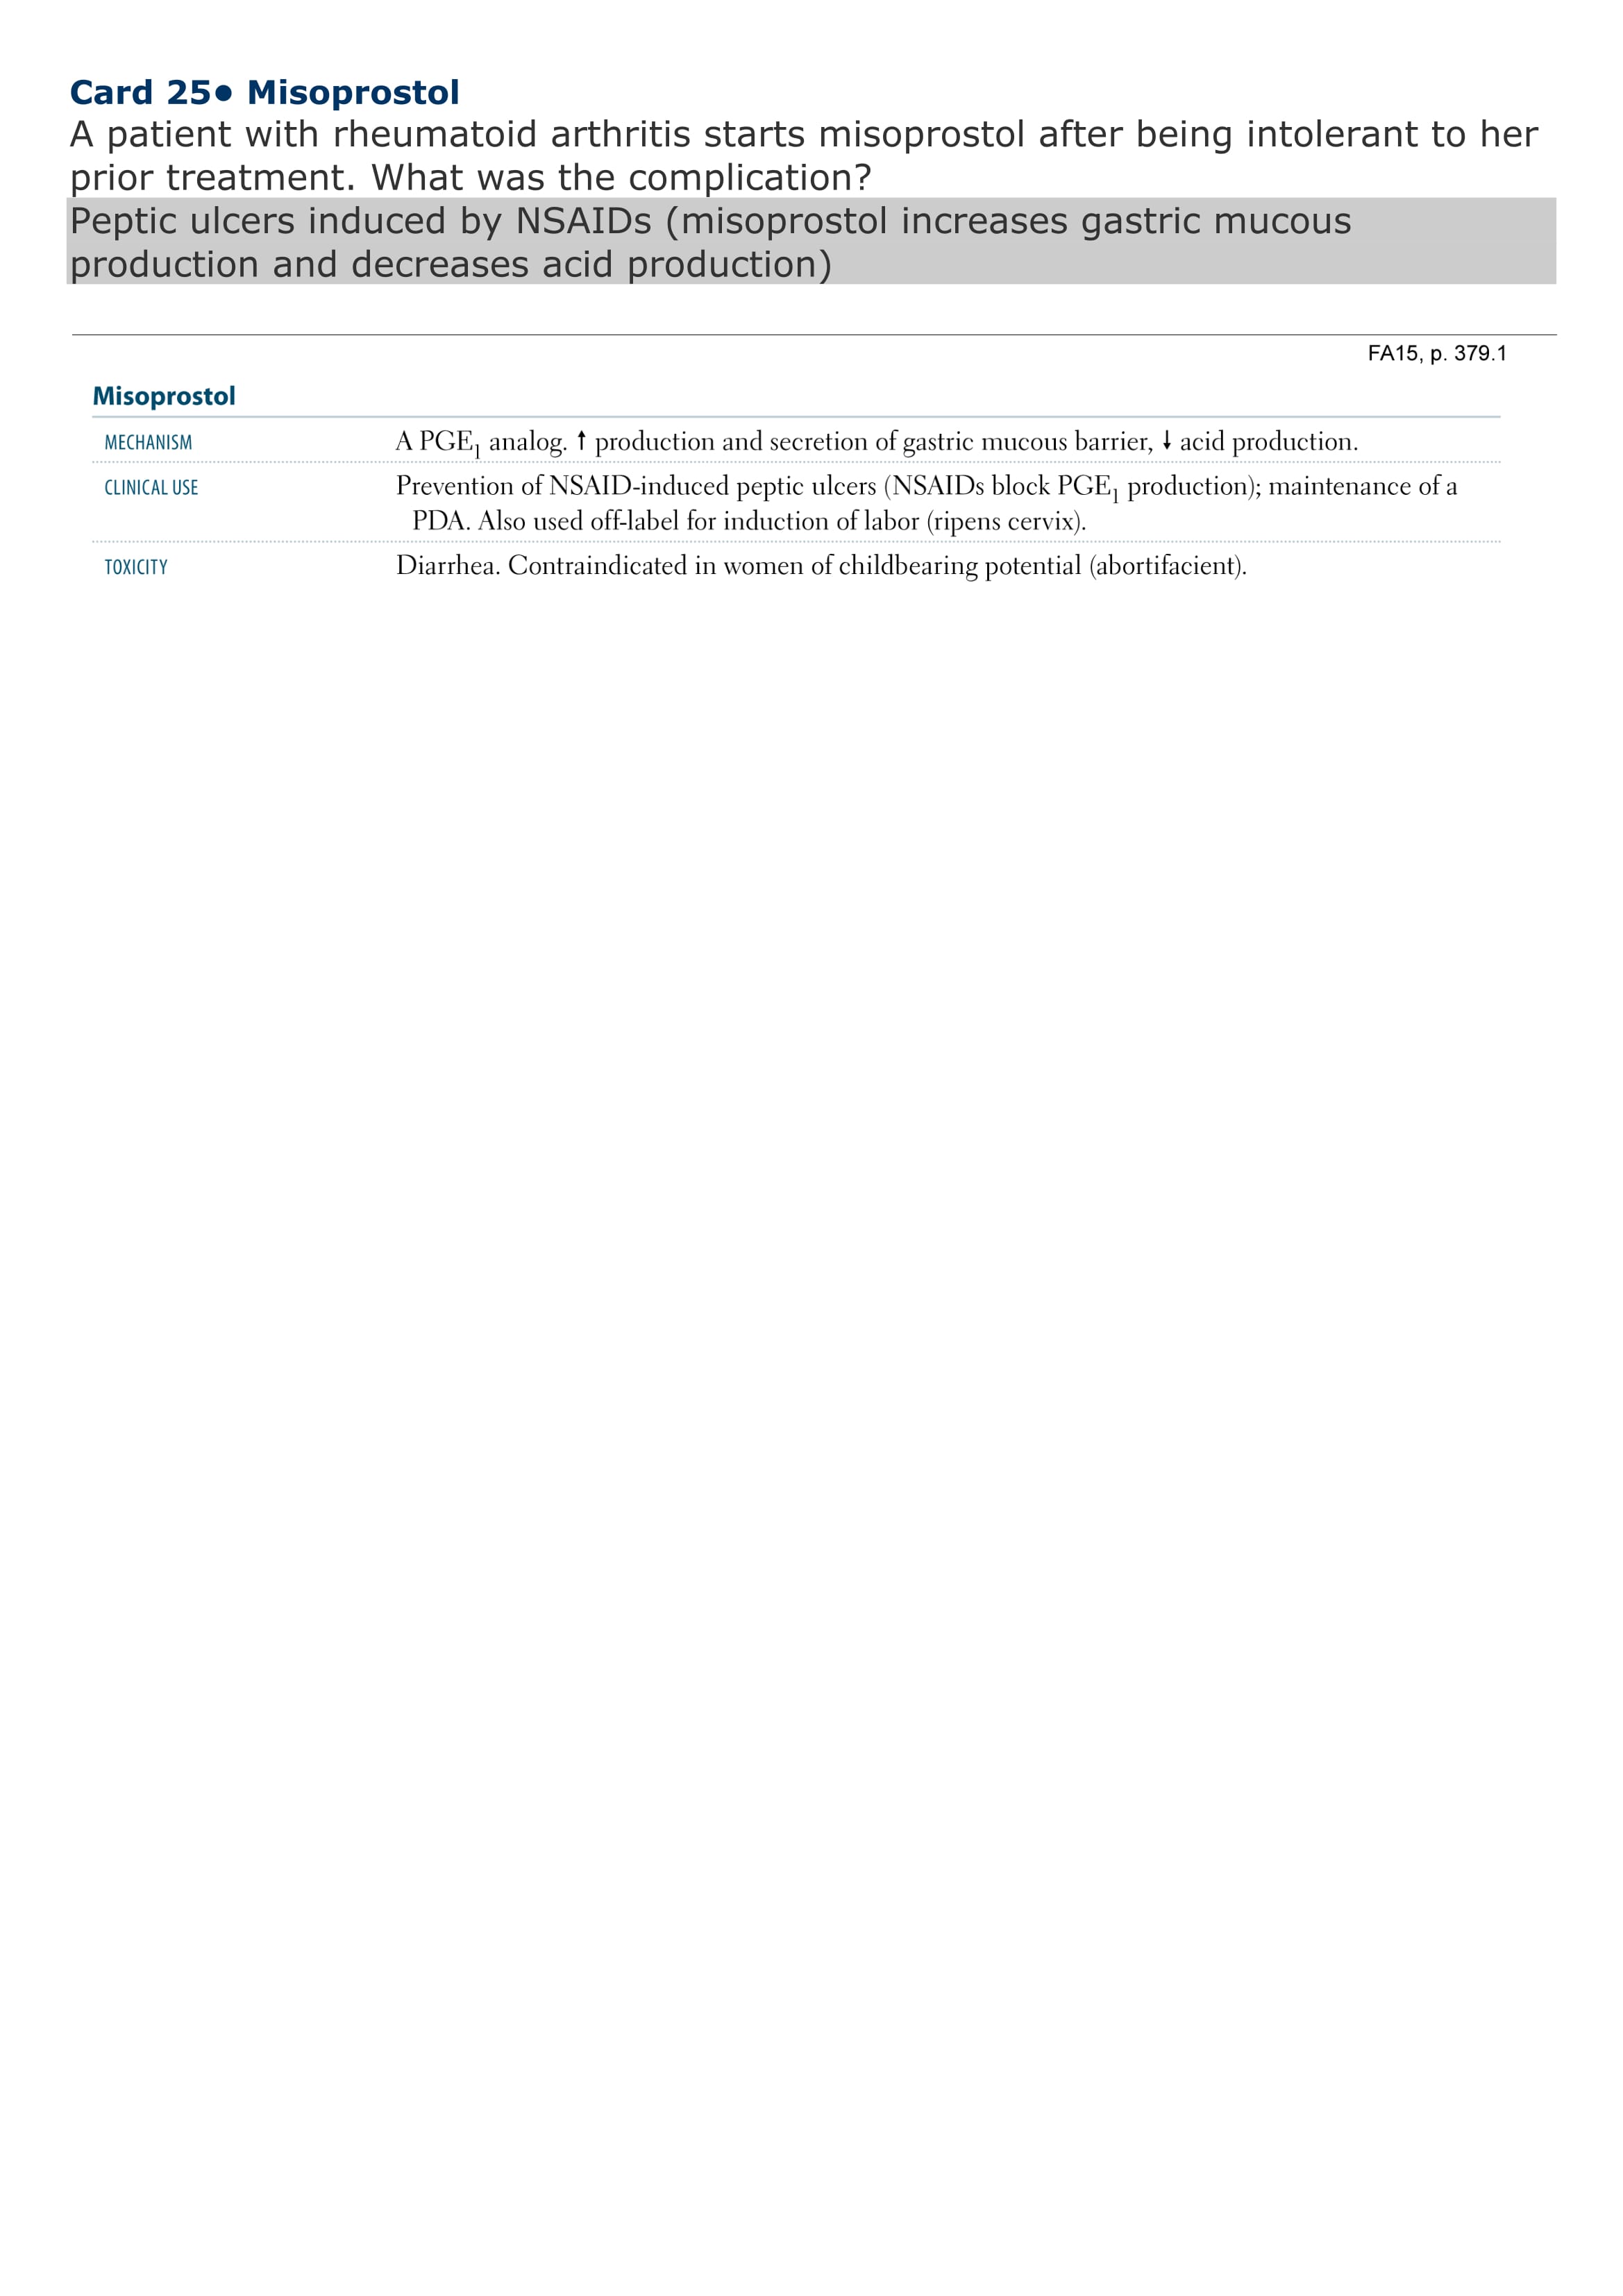 Card 25● Misoprostol
A patient with rheumatoid arthritis starts misoprostol after being intolerant to her
prior treatment. What was the complication?
Peptic ulcers induced by NSAIDs (misoprostol increases gastric mucous
production and decreases acid production)
FA15, p. 379.1
Misoprostol
MECHANISM A PGE₁ analog. ↑ production and secretion of gastric mucous barrier, ↓ acid production.
CLINICAL USE Prevention of NSAID-induced peptic ulcers (NSAIDs block PGE₁ production); maintenance of a
PDA. Also used off-label for induction of labor (ripens cervix).
TOXICITY Diarrhea. Contraindicated in women of childbearing potential (abortifacient).